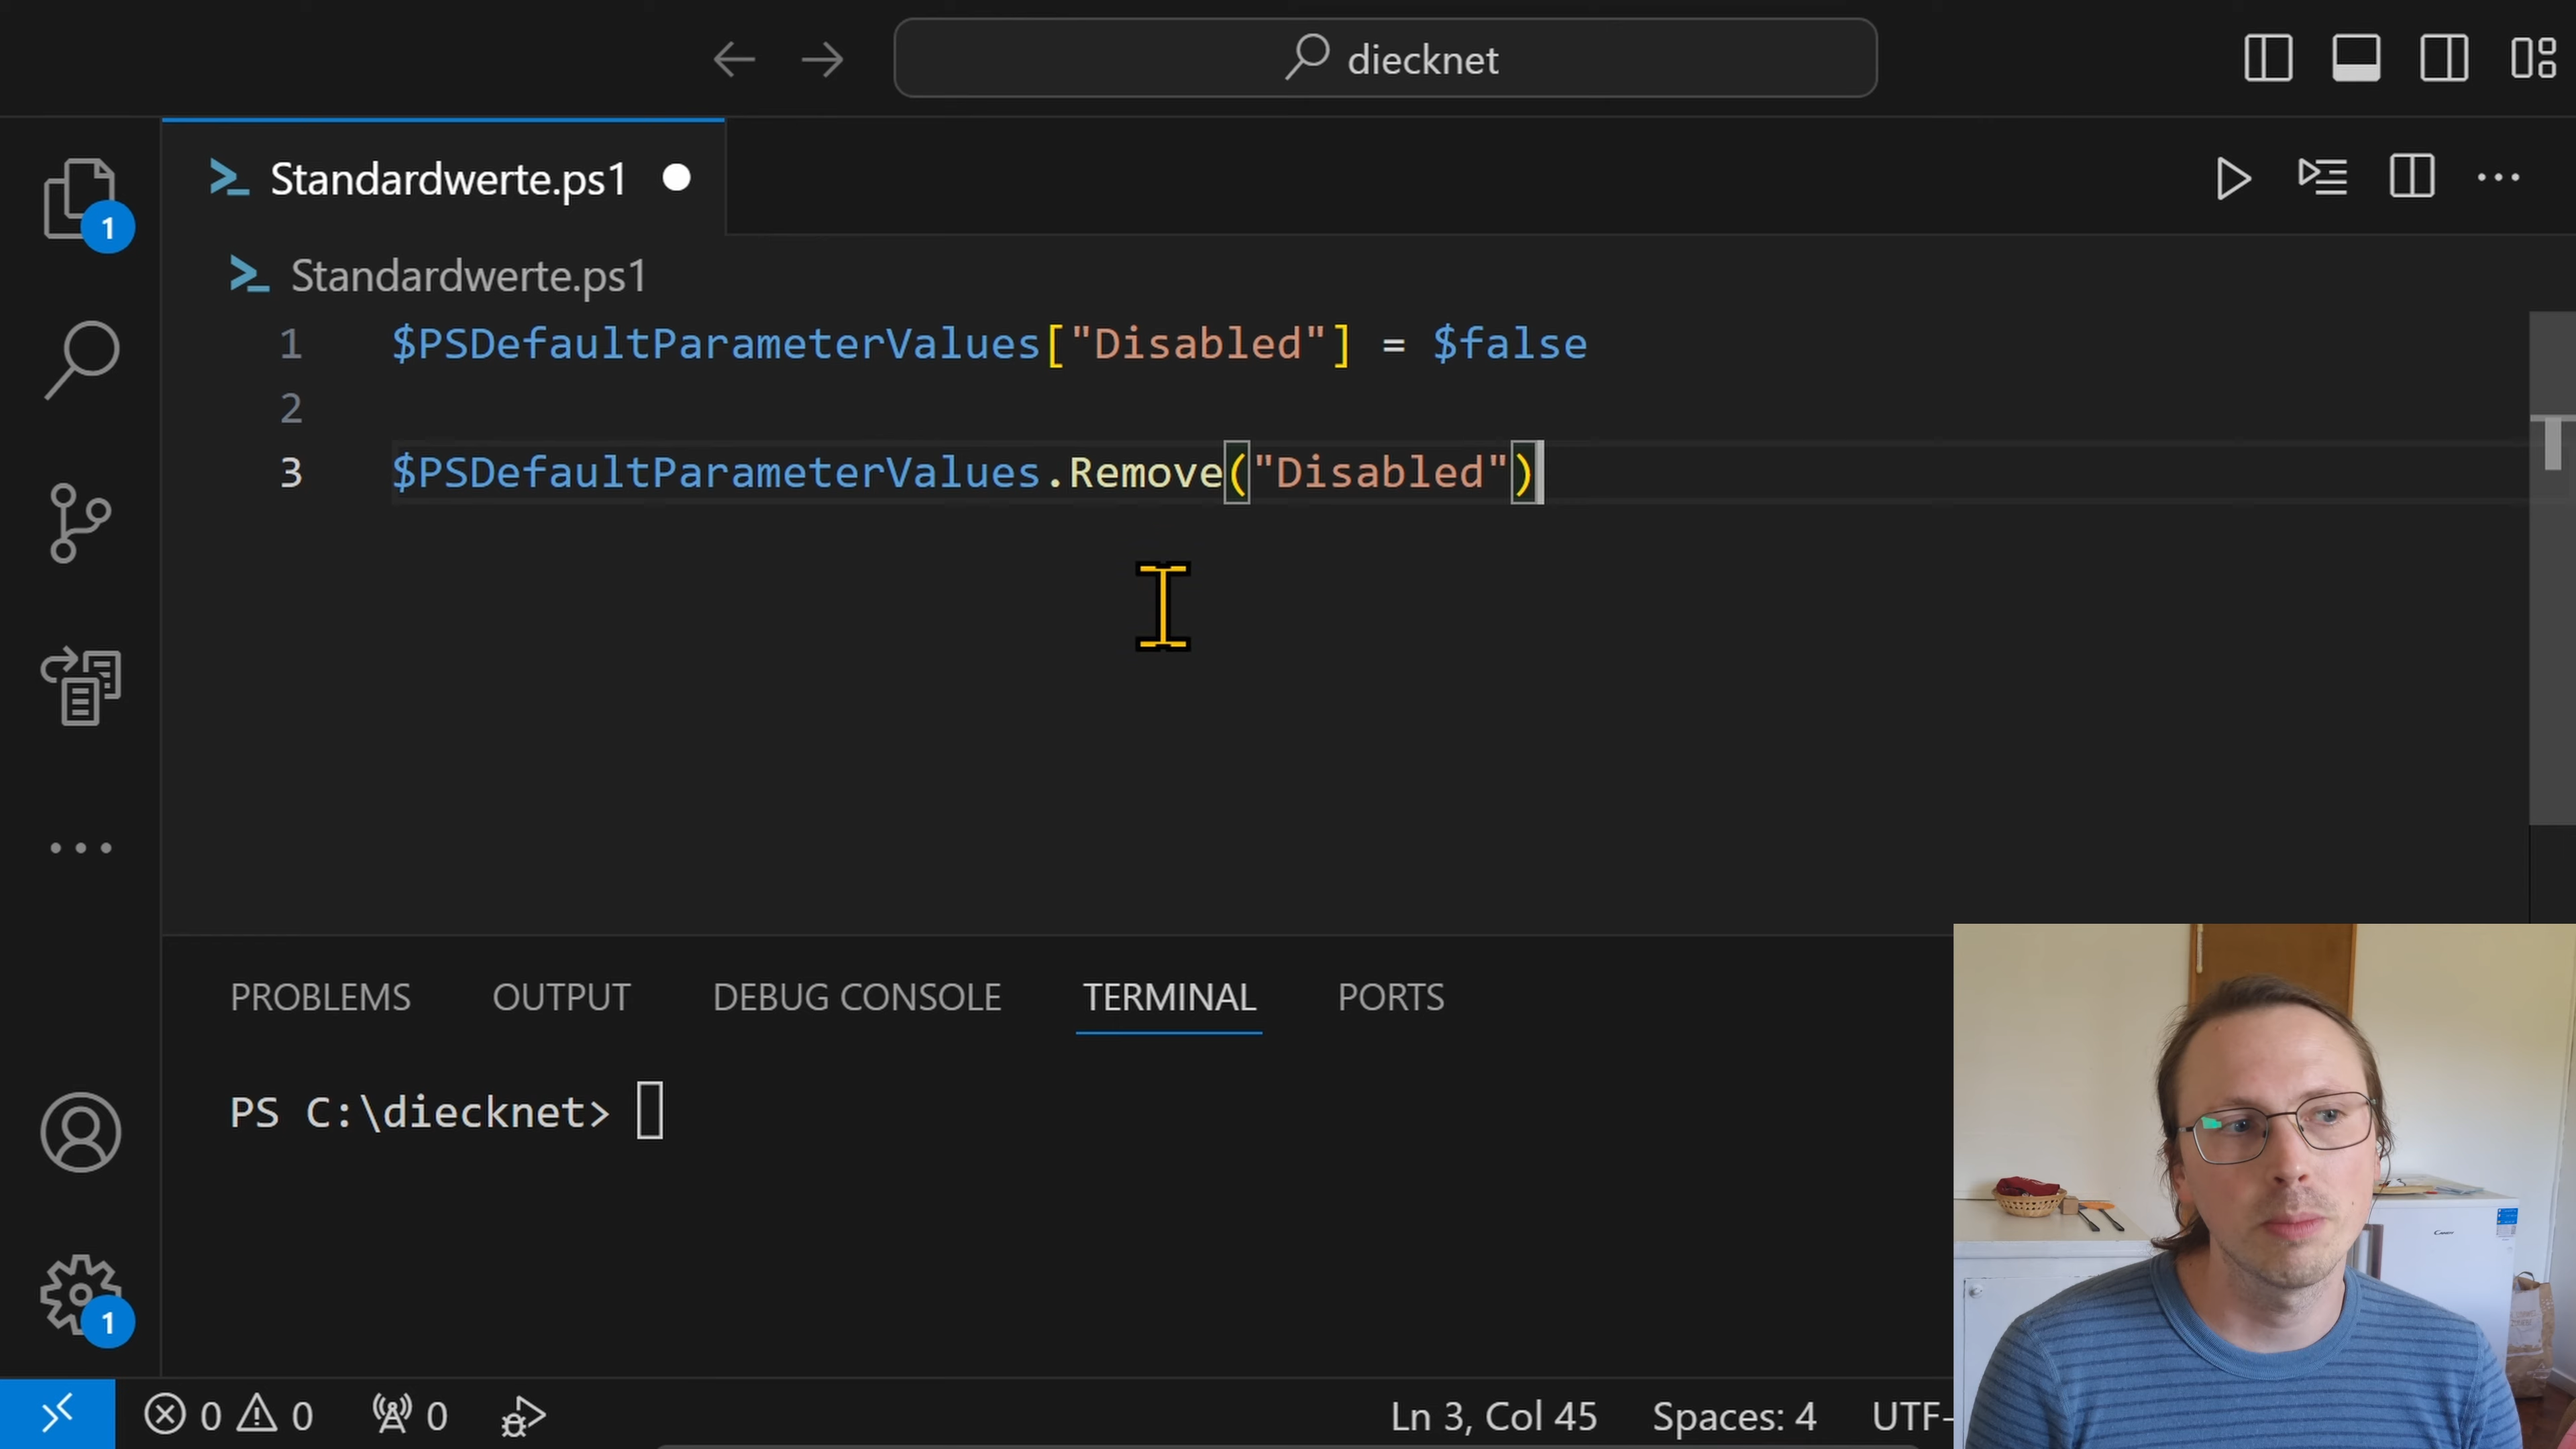 diecknet
Standardwerte.ps1
1
Standardwerte.ps1
1 $PSDefaultParameterValues["Disabled"] = $false
2
3 $PSDefaultParameterValues.Remove("Disabled")
PROBLEMS OUTPUT DEBUG CONSOLE TERMINAL PORTS
PS C:\diecknet>
Candy
1
0 0 0 Ln 3, Col 45 Spaces: 4 UTF-